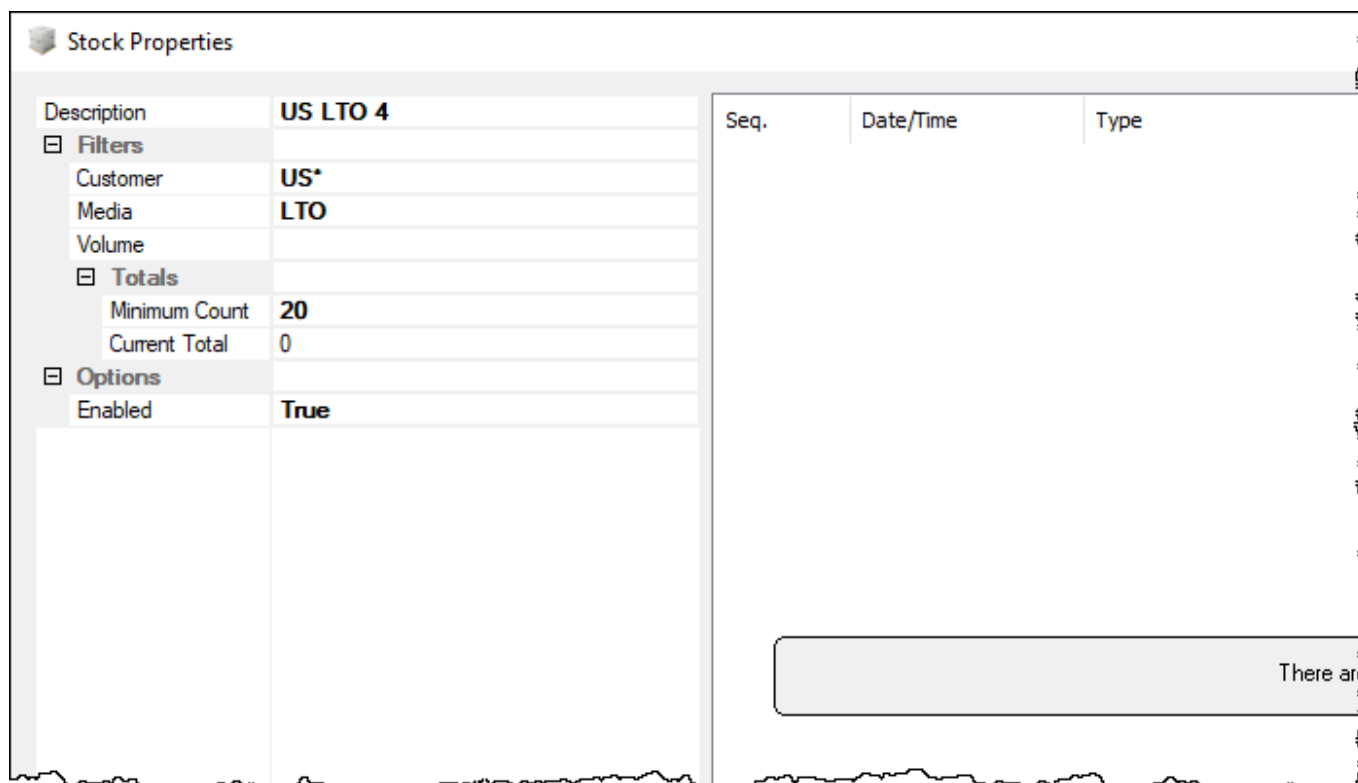 Stock Properties
Description US LTO 4
Filters
Customer US*
Media LTO
Volume
Totals
Minimum Count 20
Current Total 0
Options
Enabled True
Seq. Date/Time Type
There